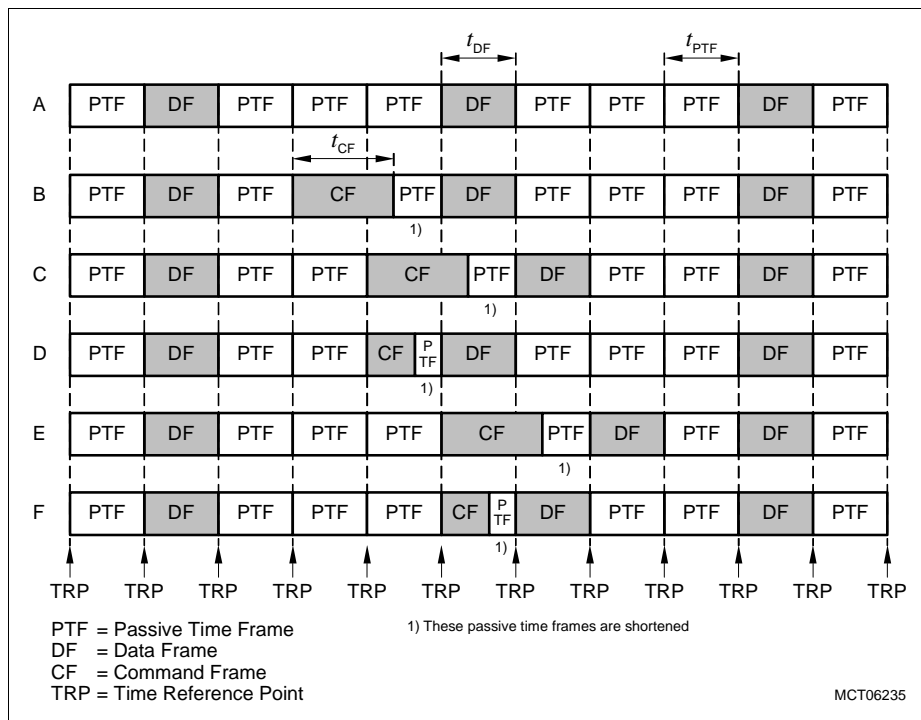 tDF tPTF
A PTF DF PTF PTF PTF DF PTF PTF PTF DF PTF
tCF
B PTF DF PTF CF PTF DF PTF PTF PTF DF PTF
1)
C PTF DF PTF PTF CF PTF DF PTF PTF DF PTF
1)
D PTF DF PTF PTF CF P TF DF PTF PTF PTF DF PTF
1)
E PTF DF PTF PTF PTF CF PTF DF PTF DF PTF
1)
F PTF DF PTF PTF PTF CF P TF DF PTF PTF DF PTF
1)
TRP TRP TRP TRP TRP TRP TRP TRP TRP TRP TRP TRP
PTF = Passive Time Frame
1) These passive time frames are shortened
DF = Data Frame
CF = Command Frame
TRP = Time Reference Point
MCT06235